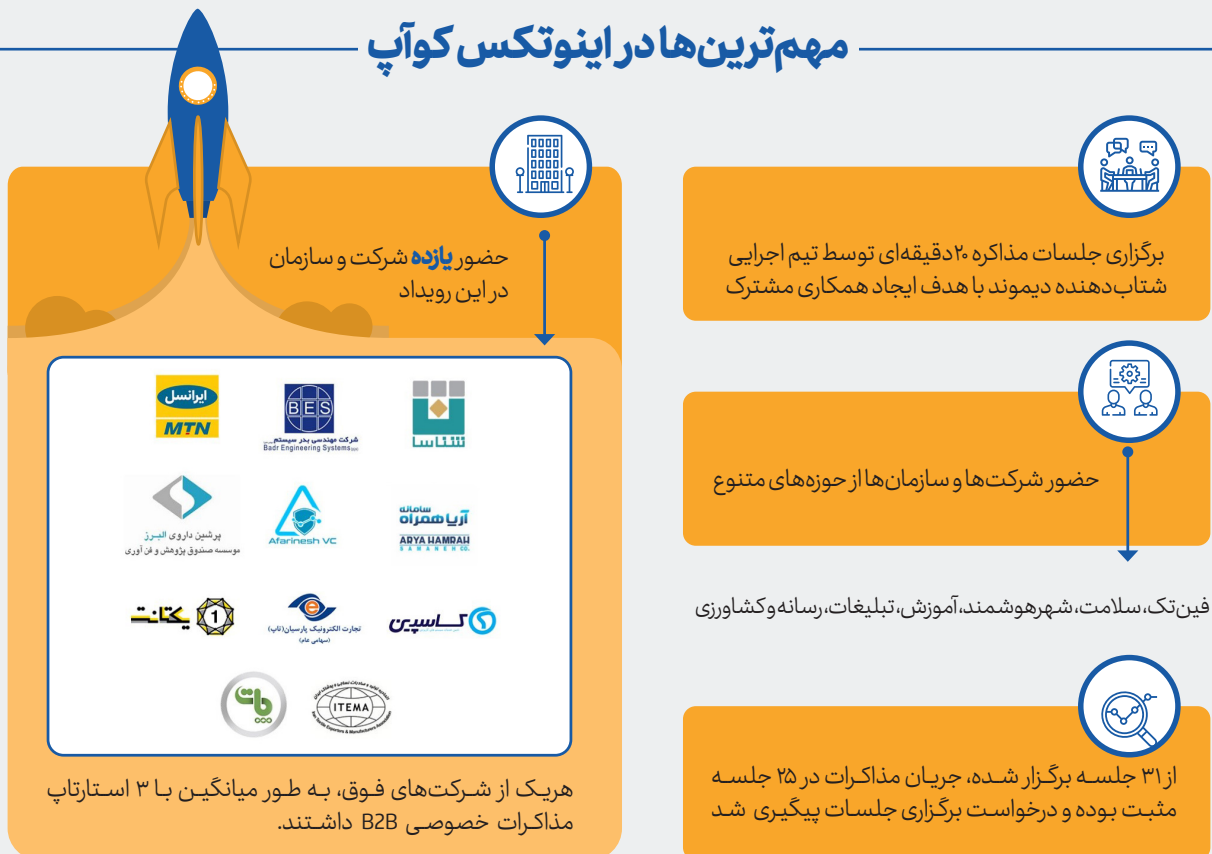 مهم‌ترین‌ها در اینوتکس کوآپ
برگزاری جلسات مذاکره ۲۰دقیقه‌ای توسط تیم اجرایی
شتاب‌دهنده دیموند با هدف ایجاد همکاری مشترک
حضور شرکت‌ها و سازمان‌ها از حوزه‌های متنوع
فین‌تک، سلامت، شهرهوشمند، آموزش، تبلیغات، رسانه و کشاورزی
از ۳۱ جلسه برگزار شده، جریان مذاکرات در ۲۵ جلسه
مثبت بوده و درخواست برگزاری جلسات پیگیری شد
حضور یازده شرکت و سازمان
در این رویداد
شناسا
BES
شرکت مهندسی بدر سیستم
Badr Engineering Systems
ایرانسل
MTN
سامانه
آریا همراه
ARYA HAMRAH
SAMANEH CO.
Afarinesh VC
پرشین داروی البرز
موسسه صندوق پژوهش و فن آوری
کاسپین
تجارت الکترونیک پارسیان(تاپ)
(سهامی عام)
یکتانت
1
ITEMA
Iran Textile Exporters & Manufacturers Association
هریک از شرکت‌های فوق، به طور میانگین با ۳ استارتاپ
مذاکرات خصوصی B2B داشتند.